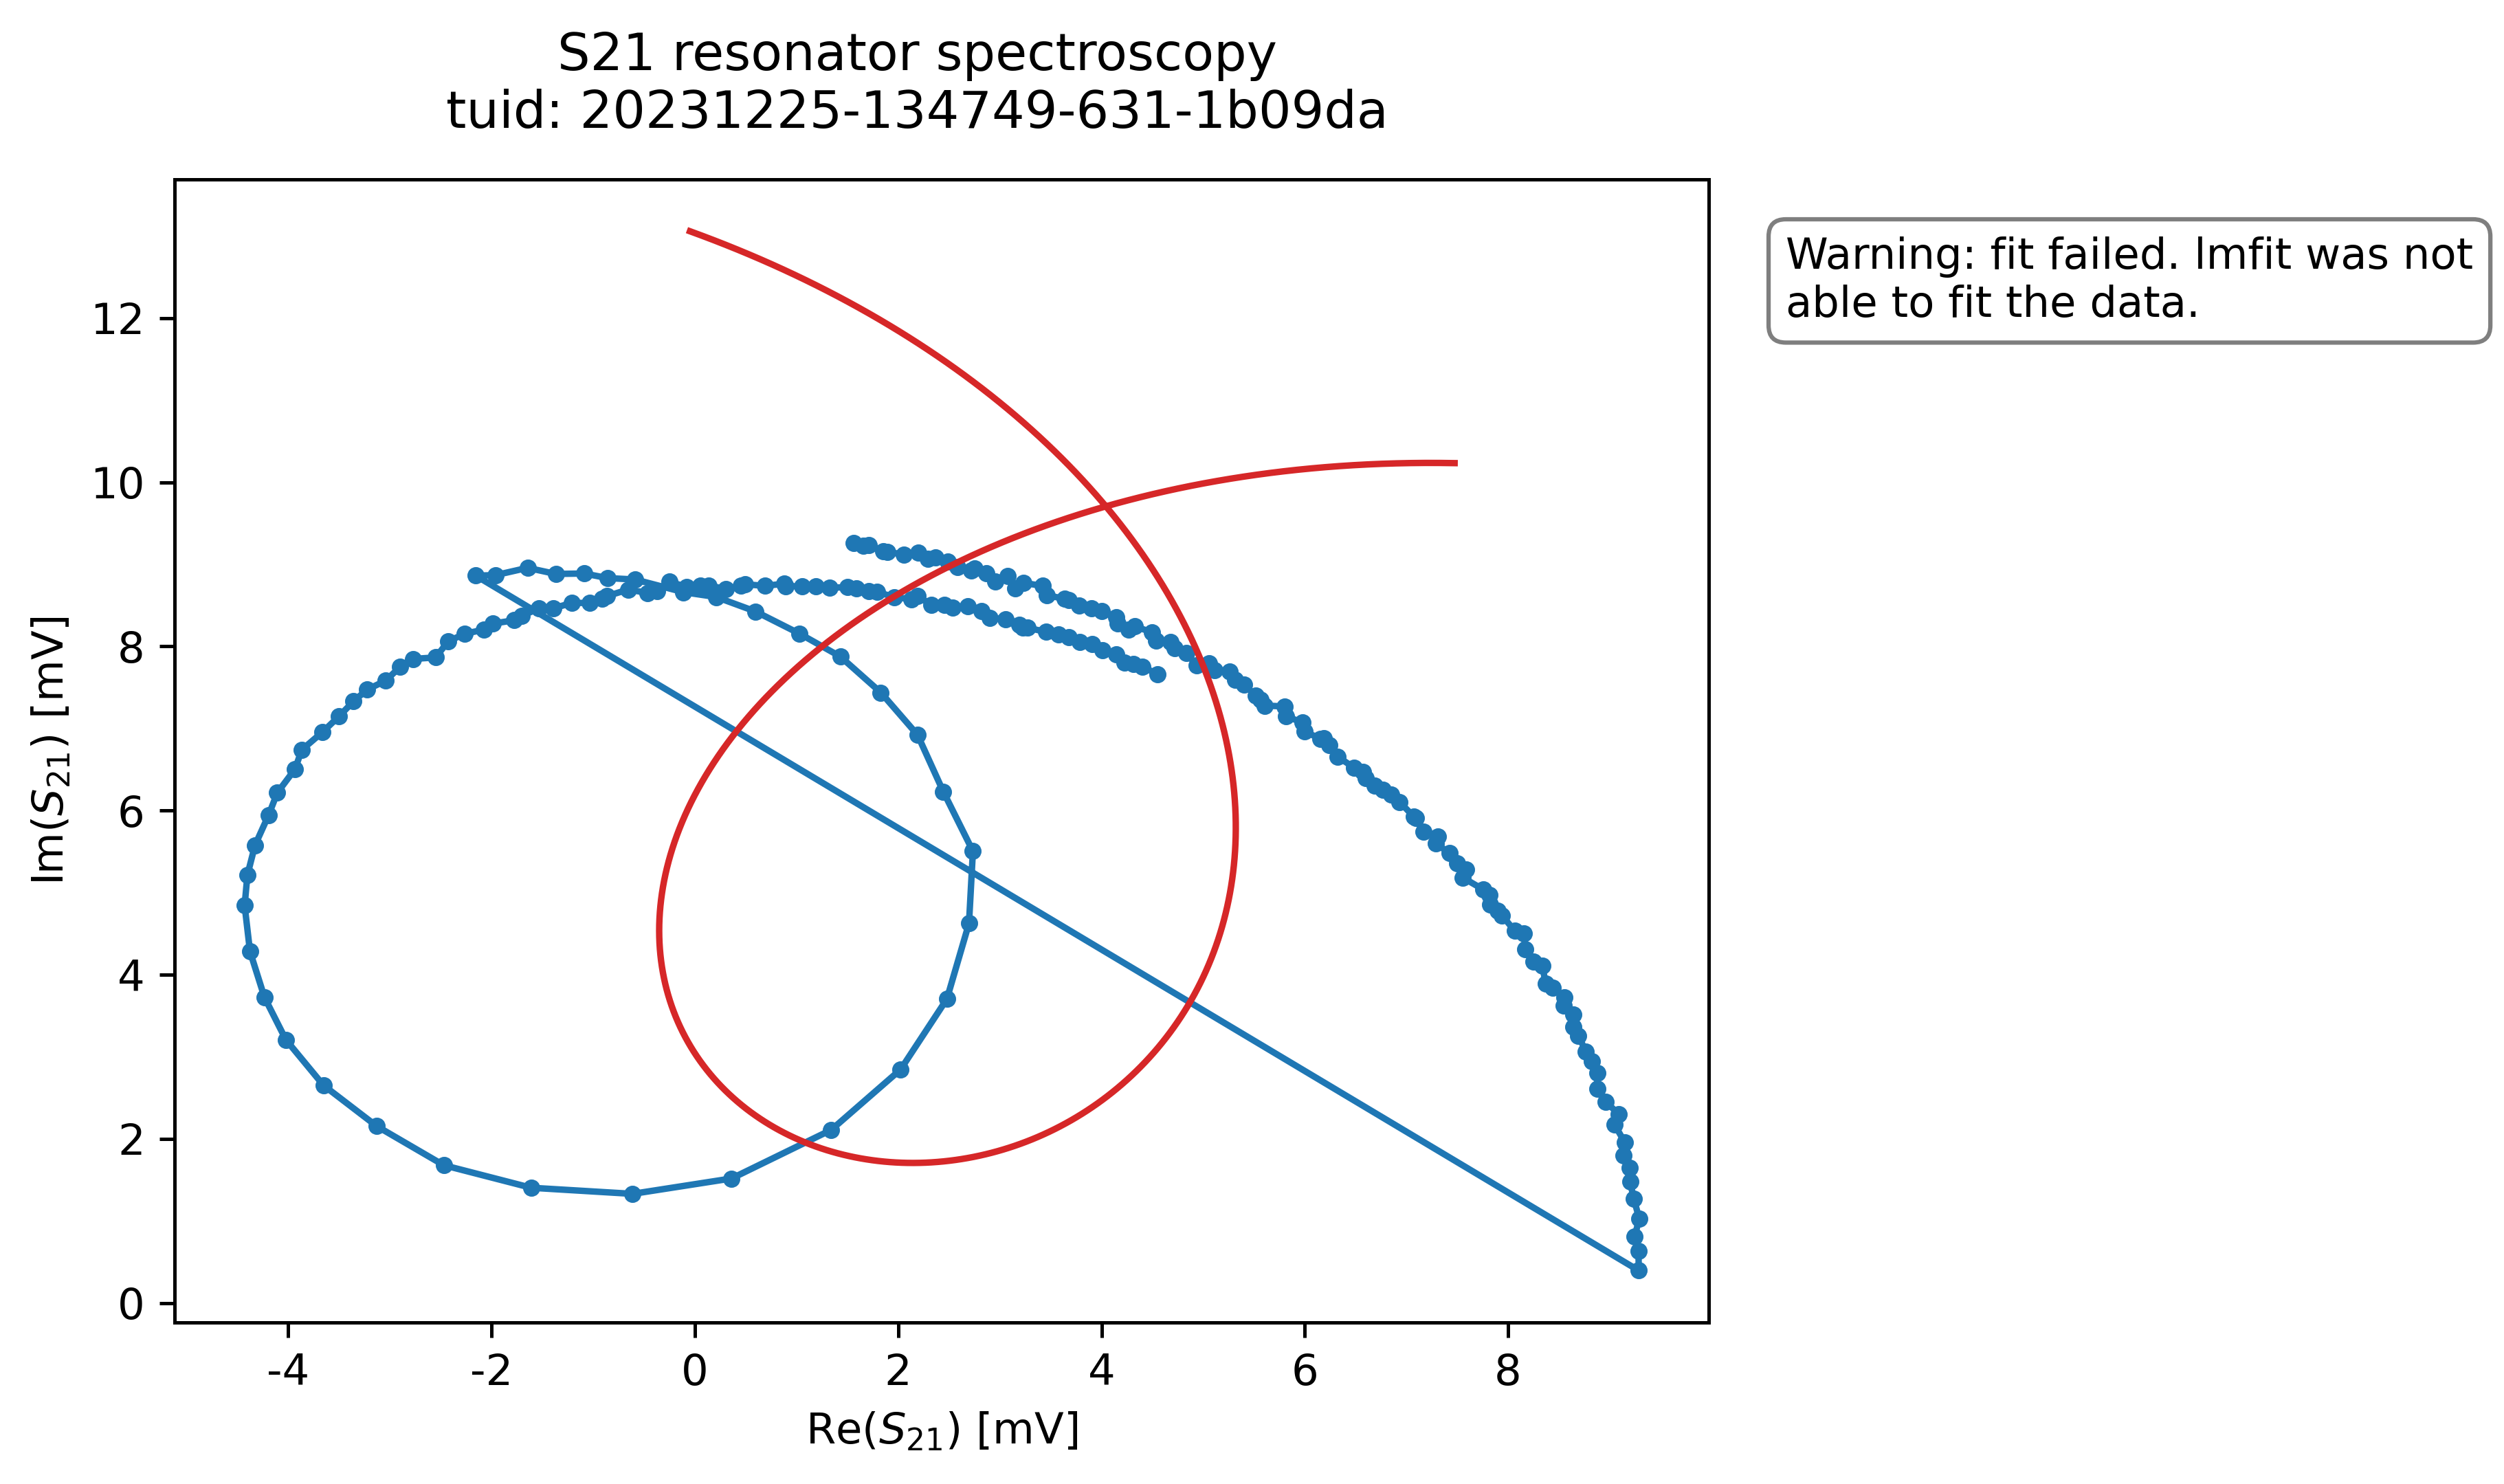 S21 resonator spectroscopy
tuid: 20231225-134749-631-1b09da
Warning: fit failed. lmfit was not
able to fit the data.
Im(S₂₁) [mV]
12
10
8
6
4
2
0
-4 -2 0 2 4 6 8
Re(S₂₁) [mV]